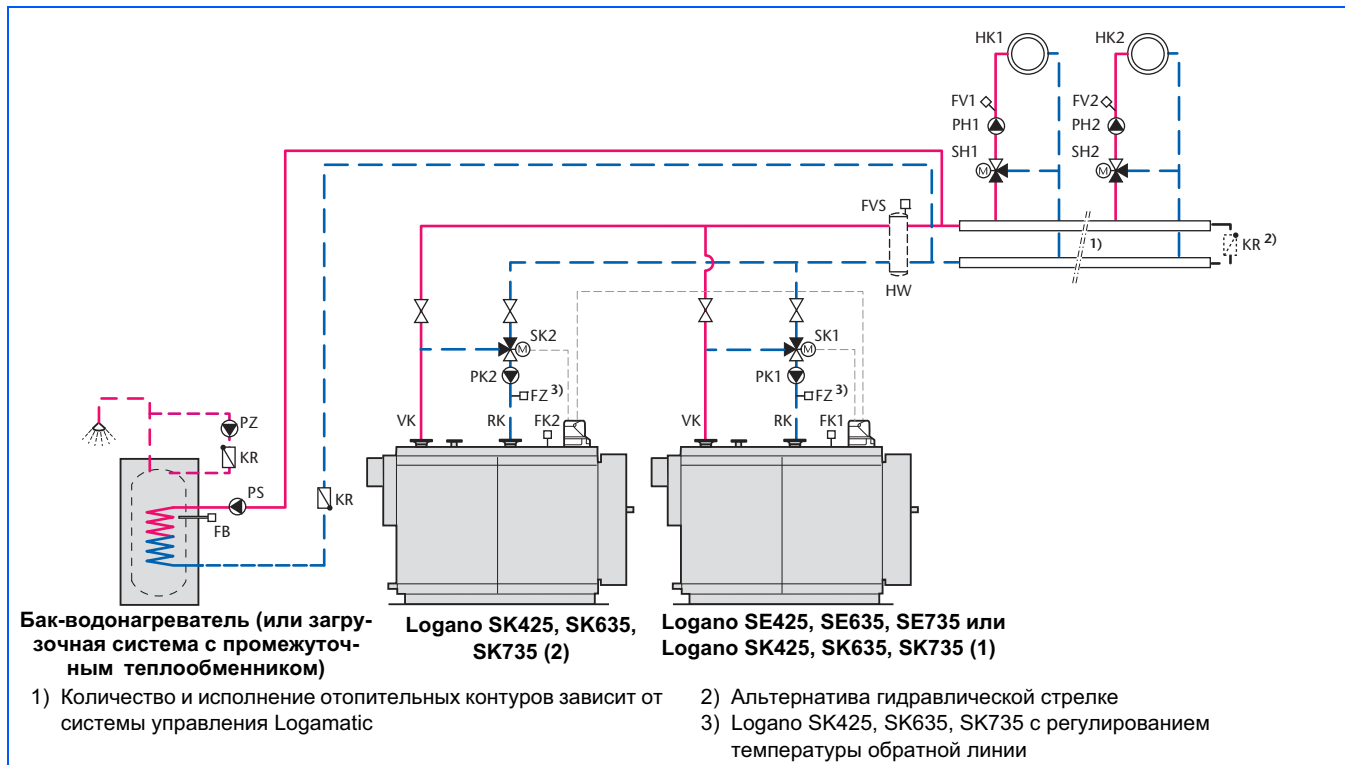 HK1
HK2
FV1
FV2
PH1
PH2
SH1
SH2
M
M
FVS
1)
KR 2)
HW
SK2
SK1
M
M
PK2
PK1
FZ 3)
FZ 3)
VK
RK
FK2
VK
RK
FK1
PZ
KR
PS
KR
FB
Бак-водонагреватель (или загру-
зочная система с промежуточ-
ным теплообменником)
Logano SK425, SK635,
SK735 (2)
Logano SE425, SE635, SE735 или
Logano SK425, SK635, SK735 (1)
1) Количество и исполнение отопительных контуров зависит от
системы управления Logamatic
2) Альтернатива гидравлической стрелке
3) Logano SK425, SK635, SK735 с регулированием
температуры обратной линии